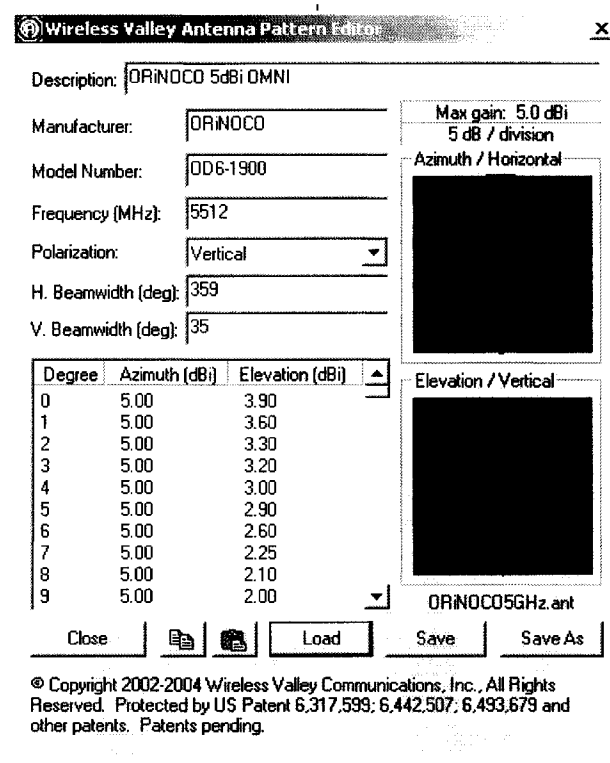 Wireless Valley Antenna Pattern Editor x
Description: ORiNOCO 5dBi OMNI
Manufacturer: ORiNOCO
Model Number: OD6-1900
Frequency (MHz): 5512
Polarization: Vertical
H. Beamwidth (deg): 359
V. Beamwidth (deg): 35
Max gain: 5.0 dBi
5 dB / division
Azimuth / Horizontal
Degree Azimuth (dBi) Elevation (dBi)
0 5.00 3.90
1 5.00 3.60
2 5.00 3.30
3 5.00 3.20
4 5.00 3.00
5 5.00 2.90
6 5.00 2.60
7 5.00 2.25
8 5.00 2.10
9 5.00 2.00
Elevation / Vertical
ORiNOCO5GHz.ant
Close Load Save Save As
© Copyright 2002-2004 Wireless Valley Communications, Inc., All Rights
Reserved. Protected by US Patent 6,317,599; 6,442,507; 6,493,679 and
other patents. Patents pending.